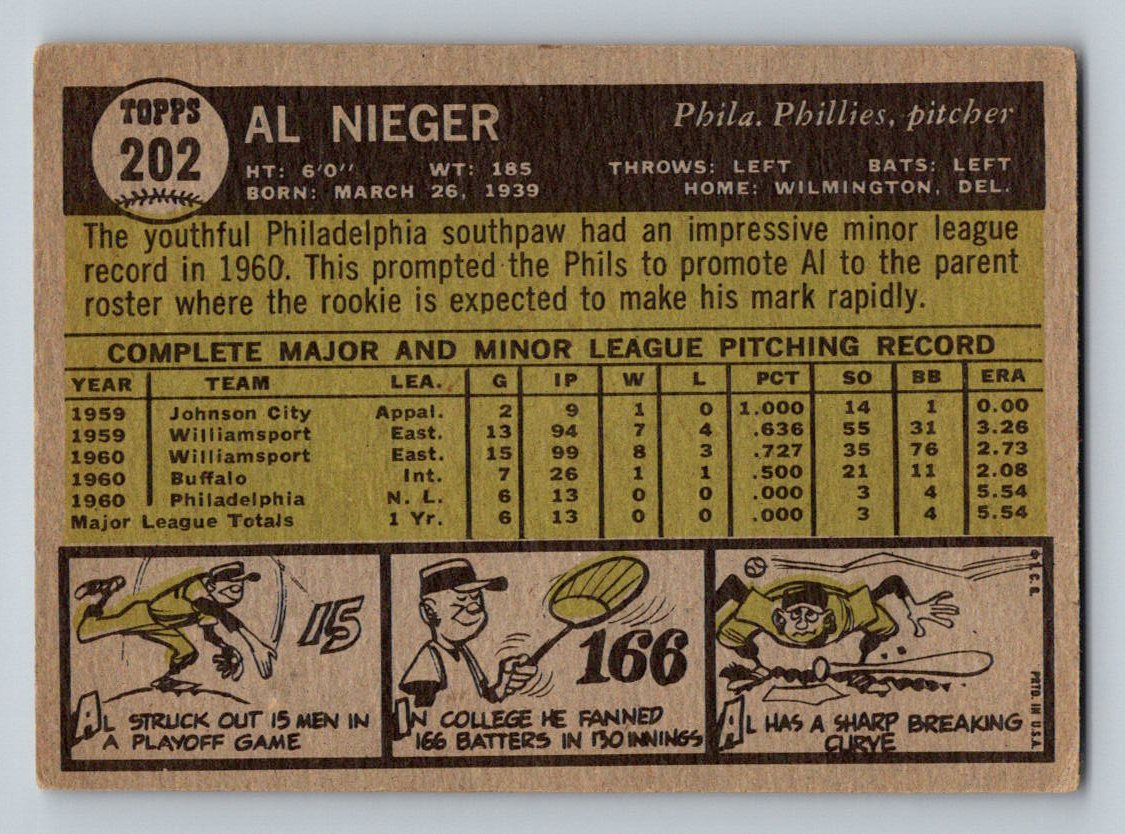 TOPPS
202
AL NIEGER
Phila. Phillies, pitcher
HT: 6'0" WT: 185 THROWS: LEFT BATS: LEFT
BORN: MARCH 26, 1939 HOME: WILMINGTON, DEL.
The youthful Philadelphia southpaw had an impressive minor league
record in 1960. This prompted the Phils to promote Al to the parent
roster where the rookie is expected to make his mark rapidly.
COMPLETE MAJOR AND MINOR LEAGUE PITCHING RECORD
YEAR TEAM LEA. G IP W L PCT SO BB ERA
1959 Johnson City Appal. 2 9 1 0 1.000 14 1 0.00
1959 Williamsport East. 13 94 7 4 .636 55 31 3.26
1960 Williamsport East. 15 99 8 3 .727 35 76 2.73
1960 Buffalo Int. 7 26 1 1 .500 21 11 2.08
1960 Philadelphia N. L. 6 13 0 0 .000 3 4 5.54
Major League Totals 1 Yr. 6 13 0 0 .000 3 4 5.54
15
AL STRUCK OUT 15 MEN IN
A PLAYOFF GAME
166
IN COLLEGE HE FANNED
166 BATTERS IN 130 INNINGS
AL HAS A SHARP BREAKING
CURVE
© T.C.G.
PRTD. IN U.S.A.